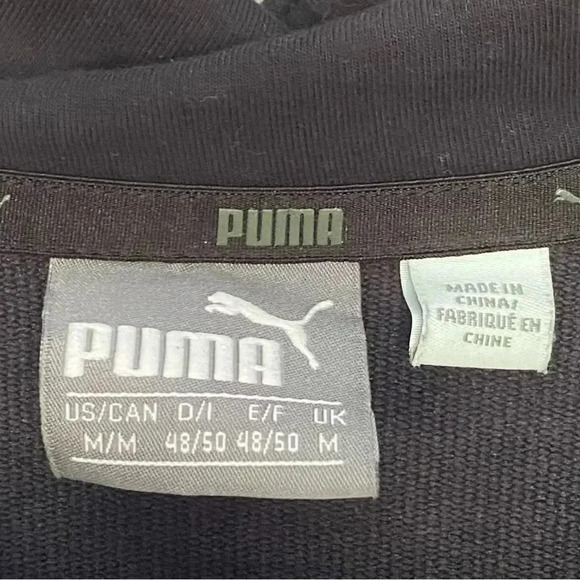 PUMA
PUMA
US/CAN D/I E/F UK
M/M 48/50 48/50 M
MADE IN
CHINA/
FABRIQUÉ EN
CHINE